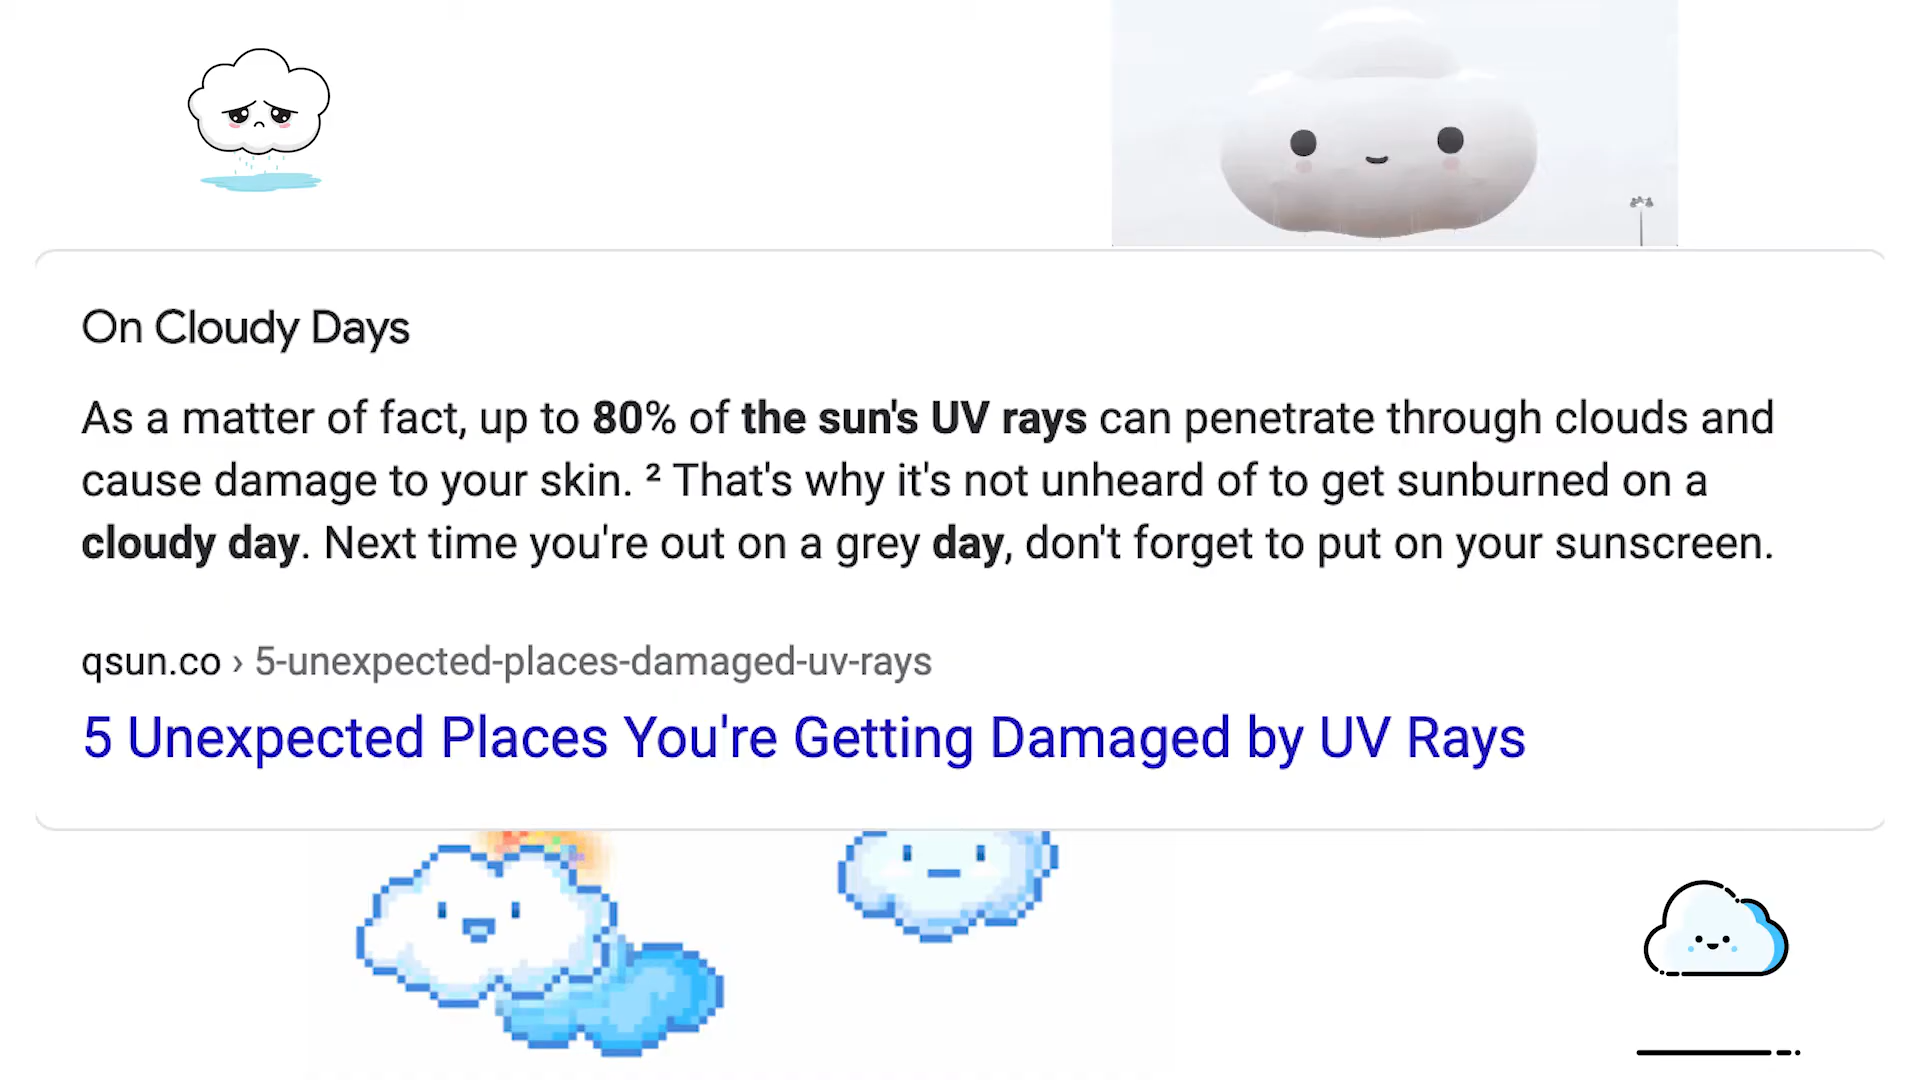 On Cloudy Days
As a matter of fact, up to 80% of the sun's UV rays can penetrate through clouds and
cause damage to your skin. ² That's why it's not unheard of to get sunburned on a
cloudy day. Next time you're out on a grey day, don't forget to put on your sunscreen.
qsun.co › 5-unexpected-places-damaged-uv-rays
5 Unexpected Places You're Getting Damaged by UV Rays